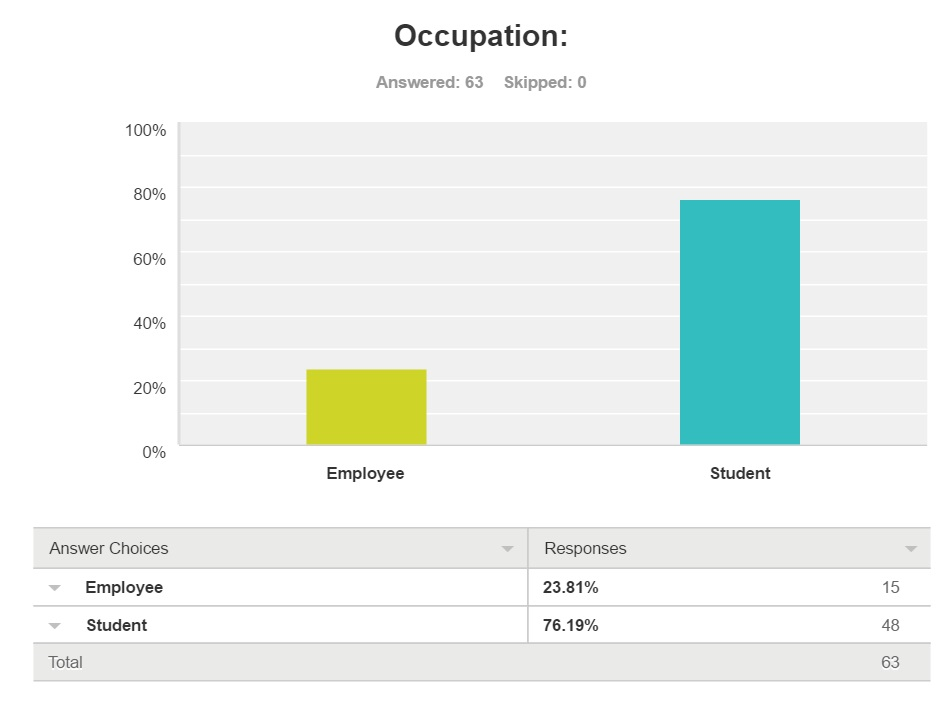 Occupation:
Answered: 63 Skipped: 0
100%
80%
60%
40%
20%
0%
Employee Student
Answer Choices Responses
Employee 23.81% 15
Student 76.19% 48
Total 63